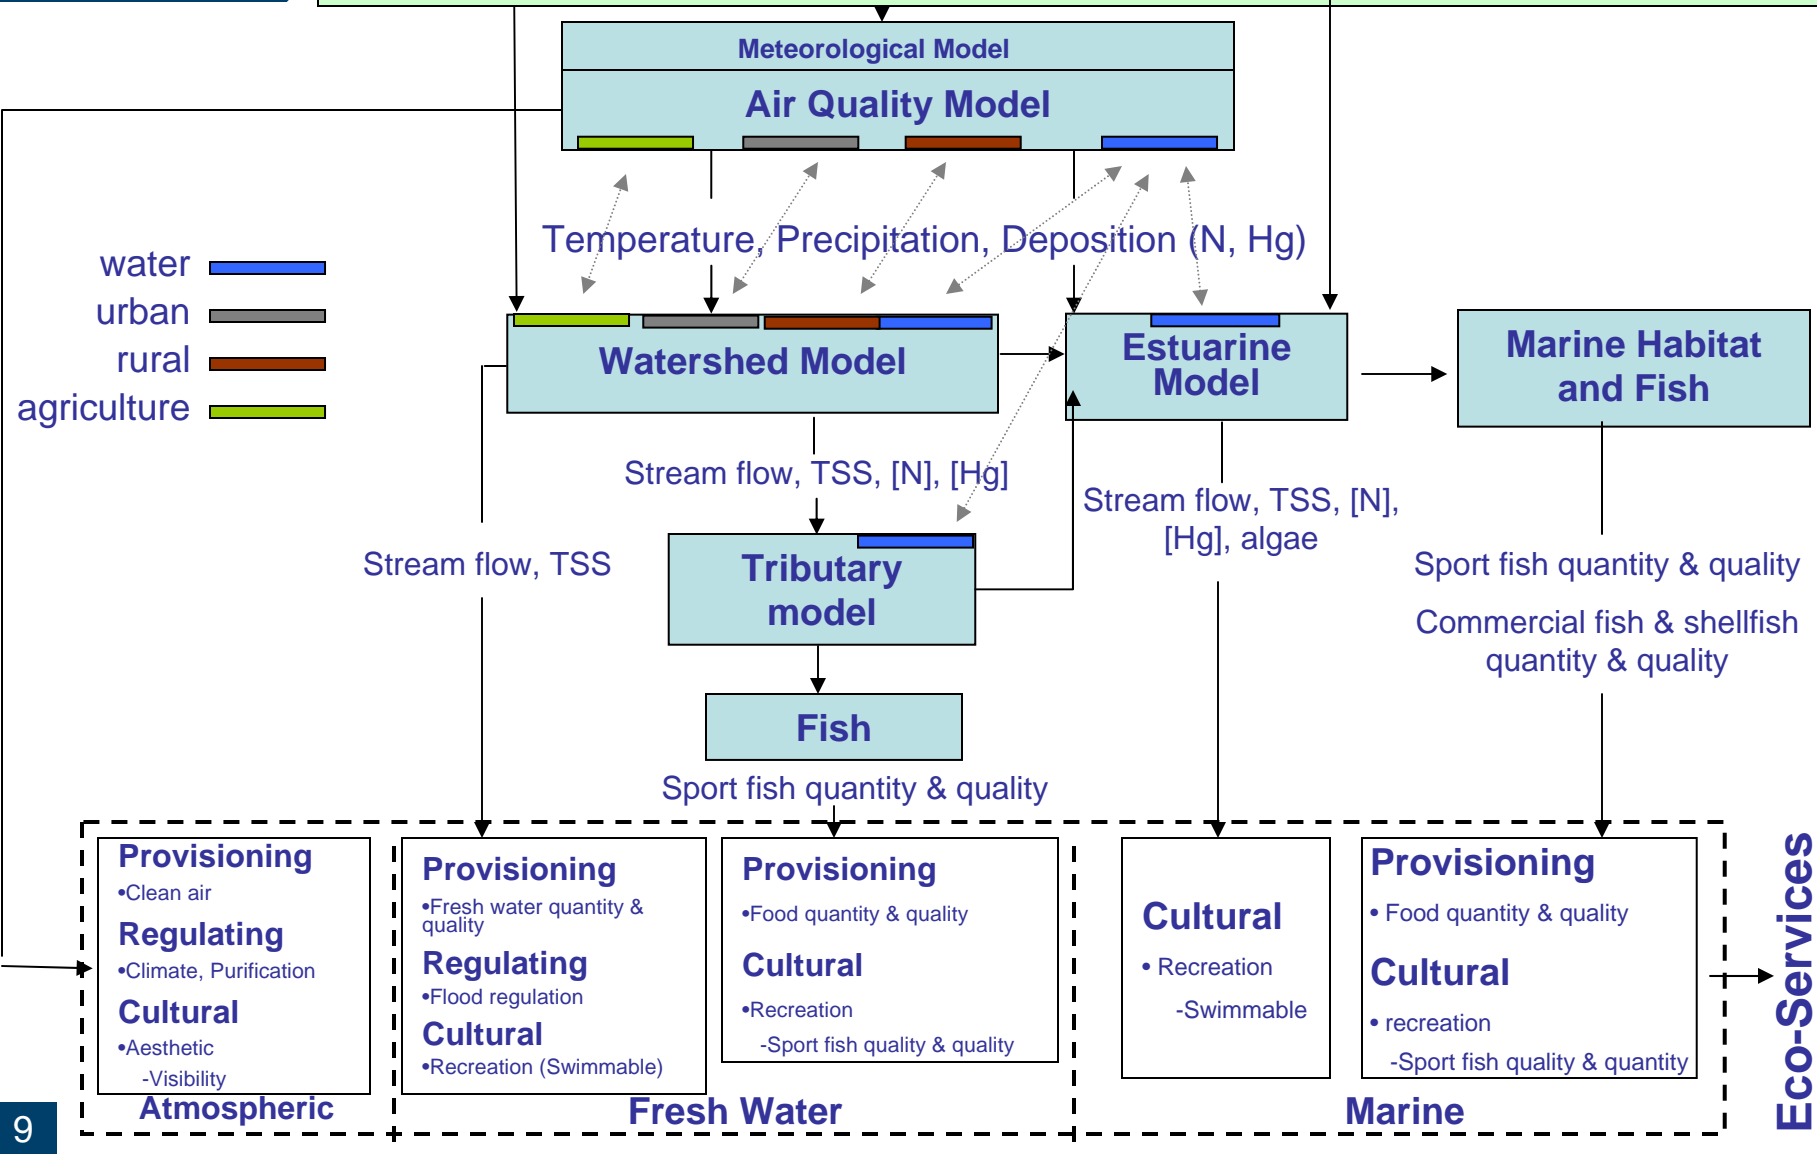 Meteorological Model
Air Quality Model
Temperature, Precipitation, Deposition (N, Hg)
water
urban
rural
agriculture
Watershed Model
Estuarine
Model
Marine Habitat
and Fish
Stream flow, TSS, [N], [Hg]
Stream flow, TSS, [N],
[Hg], algae
Stream flow, TSS
Tributary
model
Sport fish quantity & quality
Commercial fish & shellfish
quantity & quality
Fish
Sport fish quantity & quality
Provisioning
•Clean air
Regulating
•Climate, Purification
Cultural
•Aesthetic
-Visibility
Atmospheric
Provisioning
•Fresh water quantity &
quality
Regulating
•Flood regulation
Cultural
•Recreation (Swimmable)
Provisioning
•Food quantity & quality
Cultural
•Recreation
-Sport fish quality & quality
Fresh Water
Cultural
• Recreation
-Swimmable
Provisioning
• Food quantity & quality
Cultural
• recreation
-Sport fish quality & quantity
Marine
Eco-Services
9